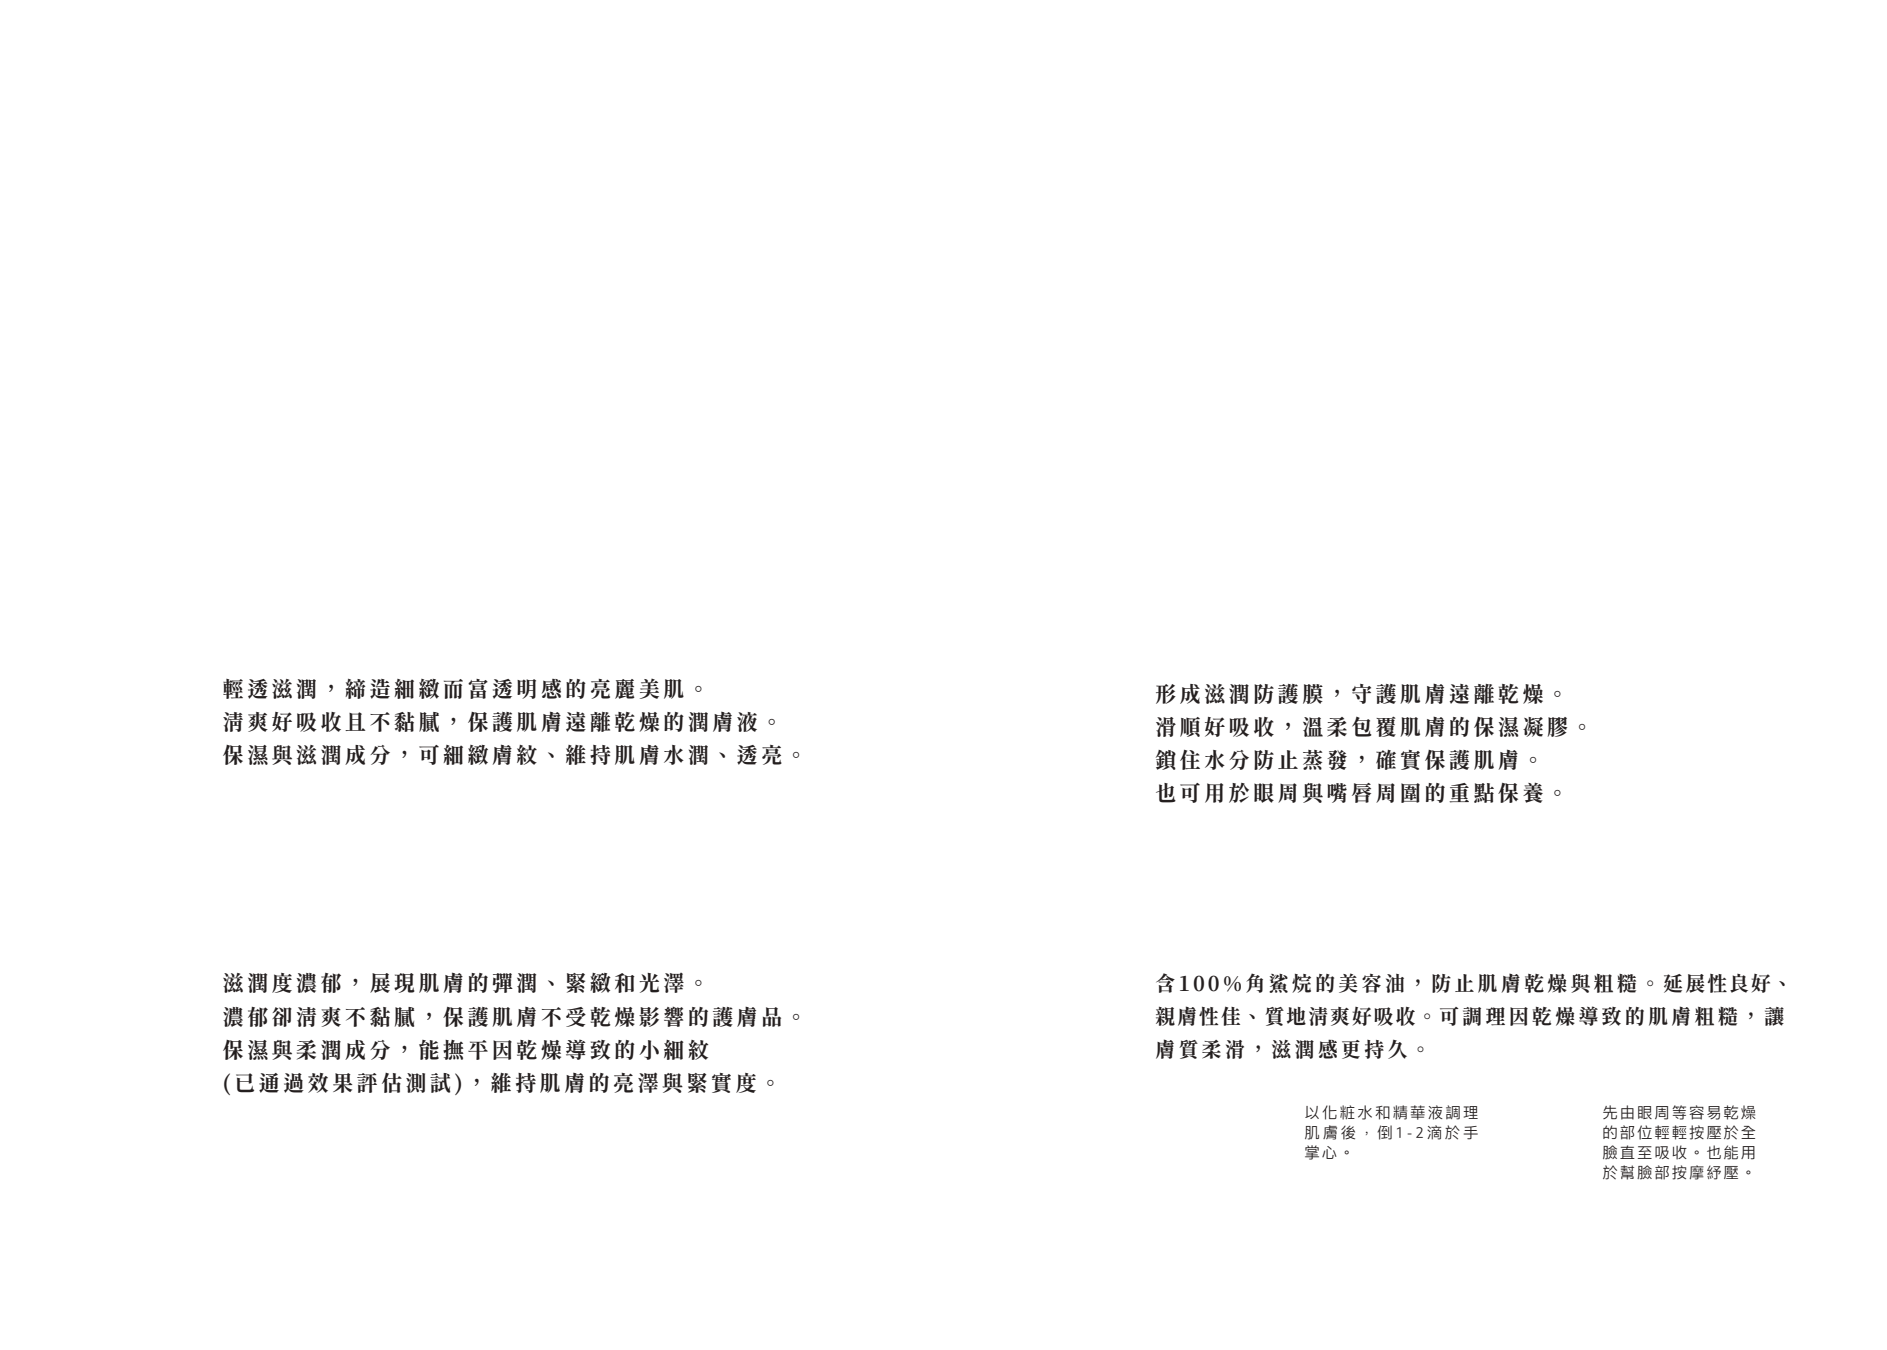 輕透滋潤，締造細緻而富透明感的亮麗美肌。
清爽好吸收且不黏膩，保護肌膚遠離乾燥的潤膚液。
保濕與滋潤成分，可細緻膚紋、維持肌膚水潤、透亮。
形成滋潤防護膜，守護肌膚遠離乾燥。
滑順好吸收，溫柔包覆肌膚的保濕凝膠。
鎖住水分防止蒸發，確實保護肌膚。
也可用於眼周與嘴唇周圍的重點保養。
滋潤度濃郁，展現肌膚的彈潤、緊緻和光澤。
濃郁卻清爽不黏膩，保護肌膚不受乾燥影響的護膚品。
保濕與柔潤成分，能撫平因乾燥導致的小細紋
(已通過效果評估測試)，維持肌膚的亮澤與緊實度。
含100%角鯊烷的美容油，防止肌膚乾燥與粗糙。延展性良好、
親膚性佳、質地清爽好吸收。可調理因乾燥導致的肌膚粗糙，讓
膚質柔滑，滋潤感更持久。
以化粧水和精華液調理
肌膚後，倒1-2滴於手
掌心。
先由眼周等容易乾燥
的部位輕輕按壓於全
臉直至吸收。也能用
於幫臉部按摩紓壓。